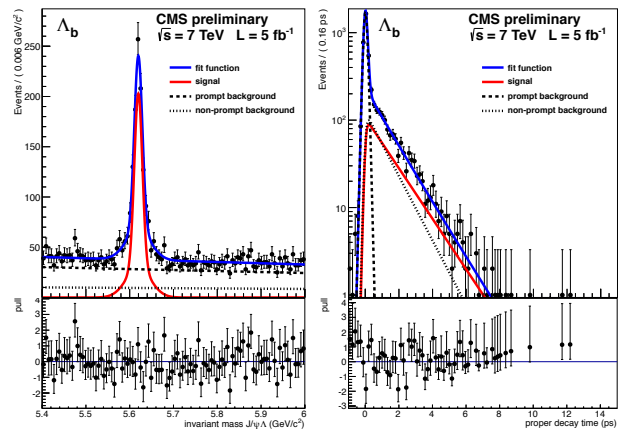 Λb
CMS preliminary
√s = 7 TeV L = 5 fb⁻¹
fit function
signal
prompt background
non-prompt background
Events / ( 0.006 GeV/c²)
250
200
150
100
50
pull
4
3
2
1
0
-1
-2
5.4 5.5 5.6 5.7 5.8 5.9 6
invariant mass J/ψΛ (GeV/c²)
Λb
CMS preliminary
√s = 7 TeV L = 5 fb⁻¹
fit function
signal
prompt background
non-prompt background
Events / ( 0.16 ps)
10³
10²
10
1
pull
4
3
2
1
0
-1
-2
-3
0 2 4 6 8 10 12 14
proper decay time (ps)